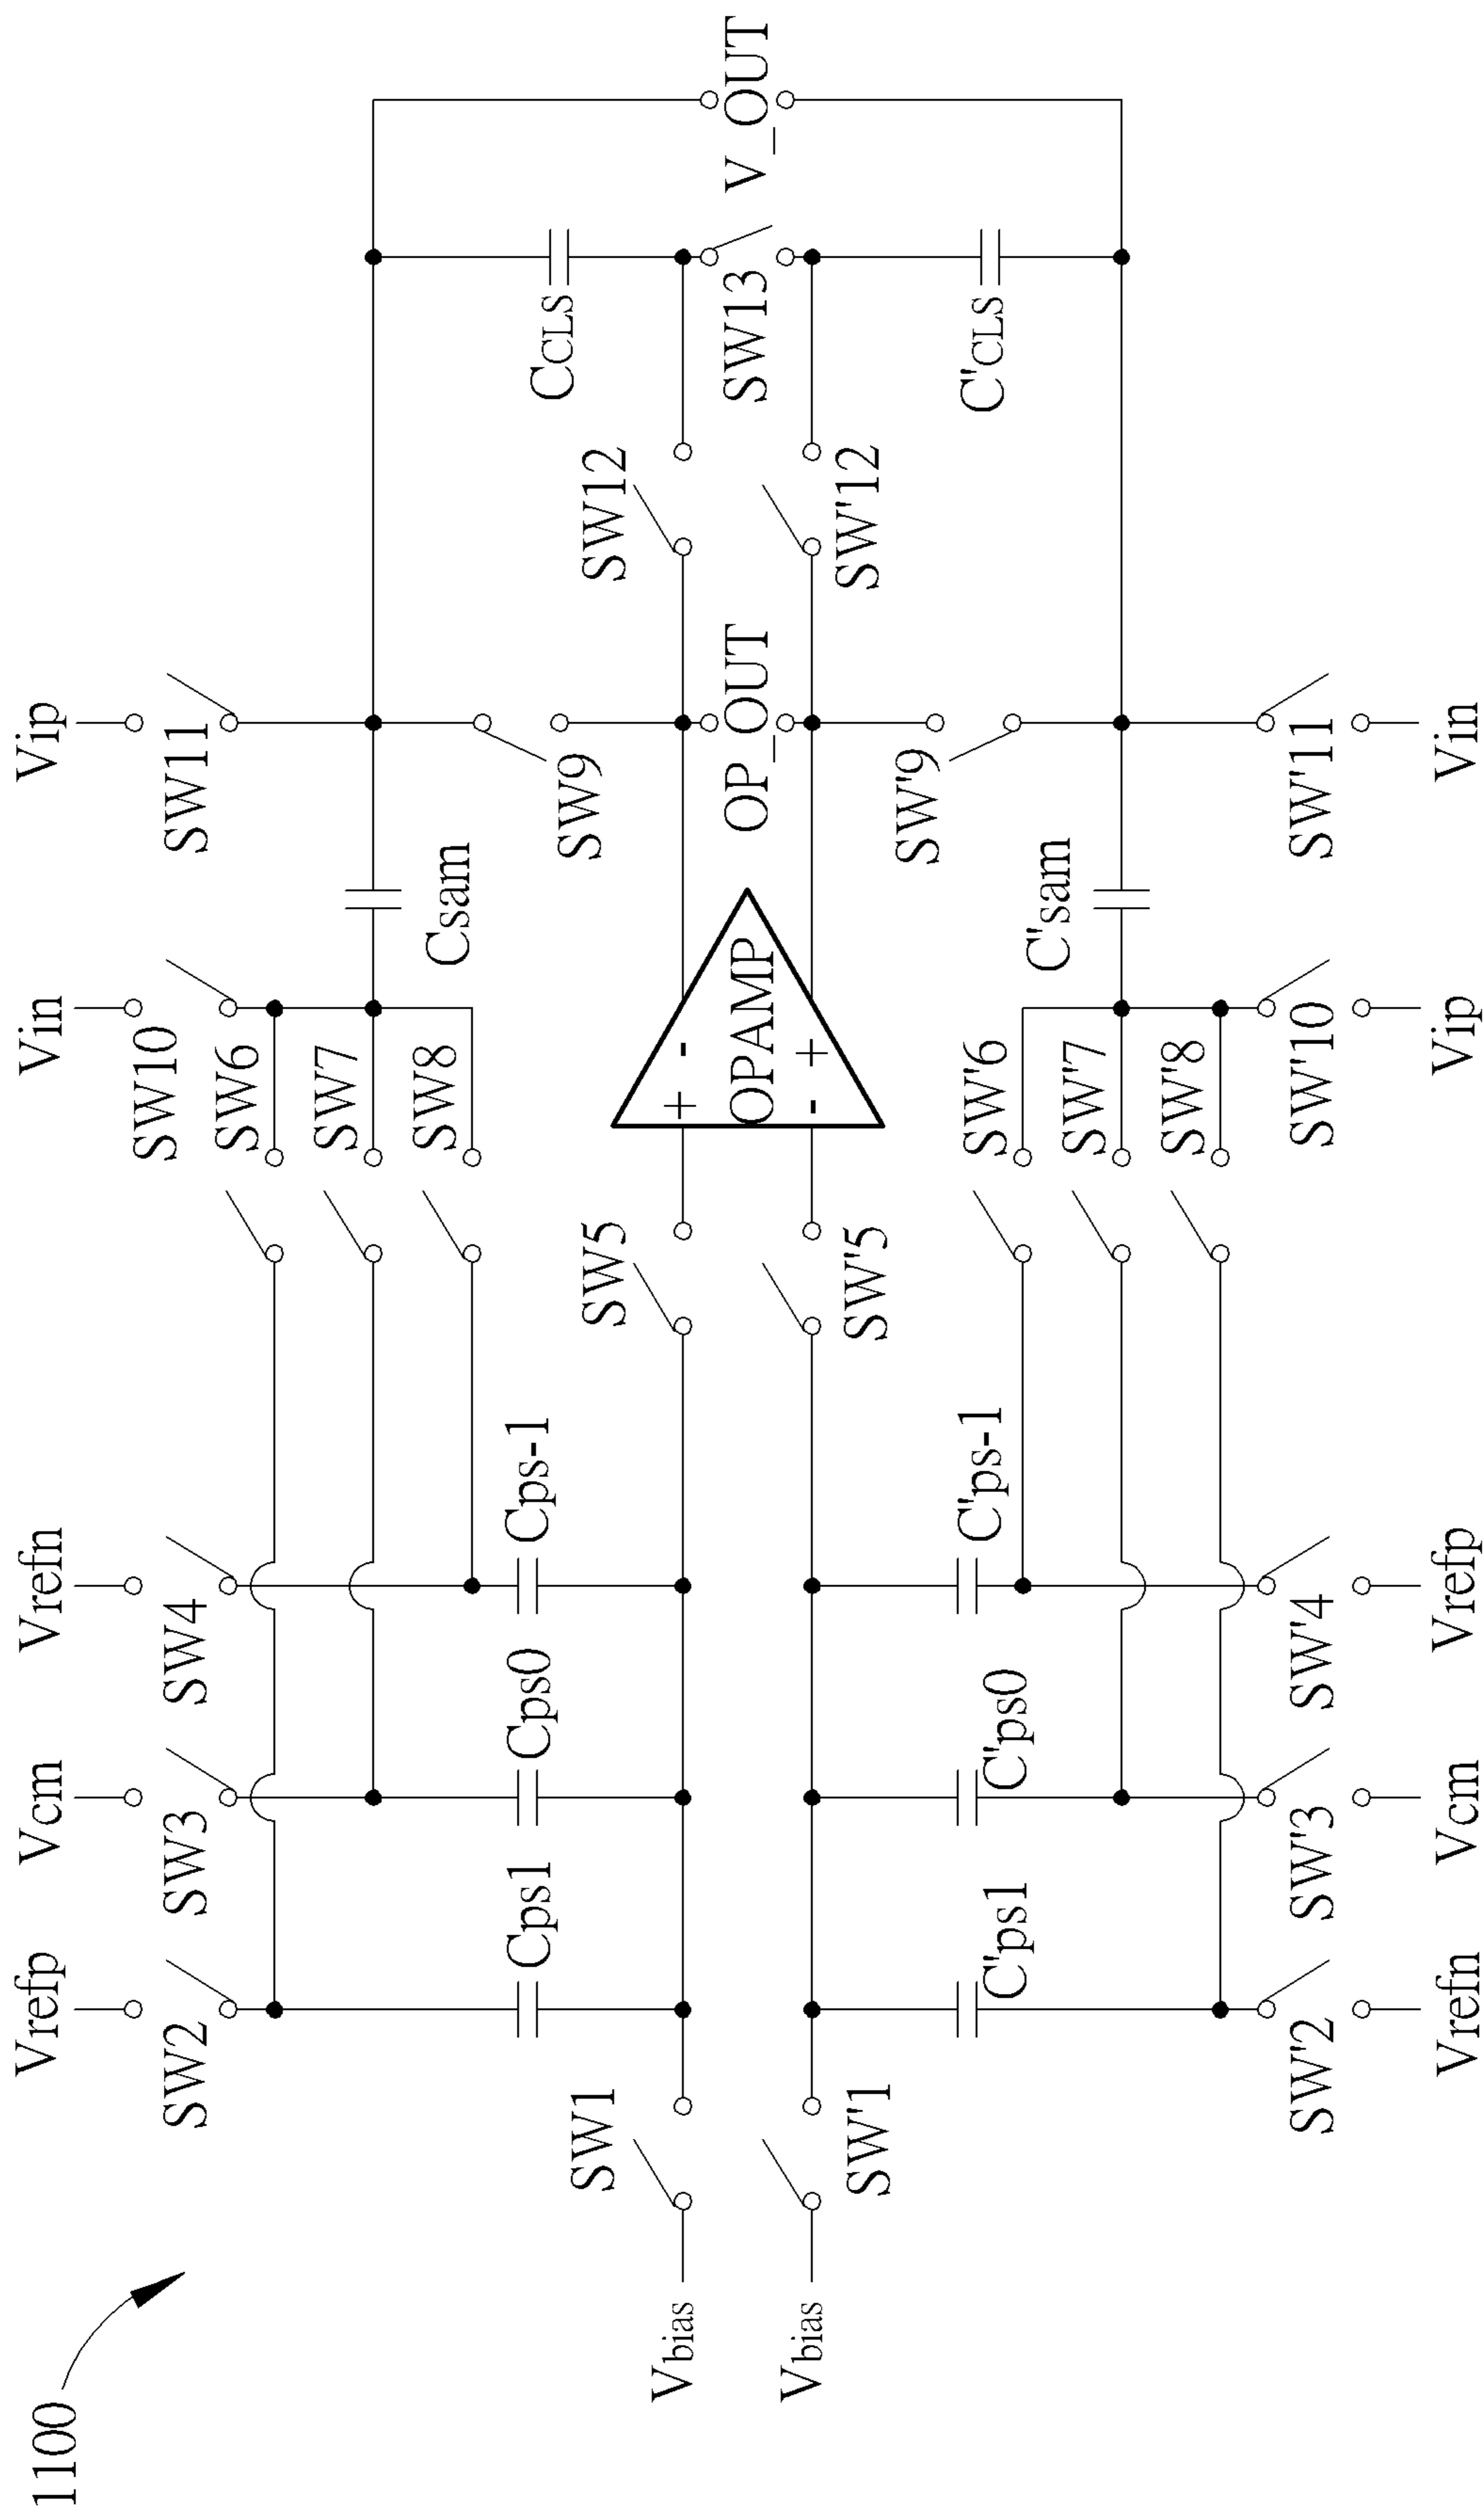 1100
Vrefp
Vcm
Vrefn
Vin
Vip
SW2
SW3
SW4
SW10
SW11
SW6
SW7
SW8
Csam
Cps1
Cps0
Cps-1
SW9
CCLS
SW1
SW5
SW12
Vbias
+
-
OPAMP
OP_OUT
SW13
V_OUT
Vbias
-
+
SW'1
SW'5
SW'12
SW'9
C'CLS
C'ps1
C'ps0
C'ps-1
SW'6
SW'7
SW'8
C'sam
SW'2
SW'3
SW'4
SW'10
SW'11
Vrefn
Vcm
Vrefp
Vip
Vin